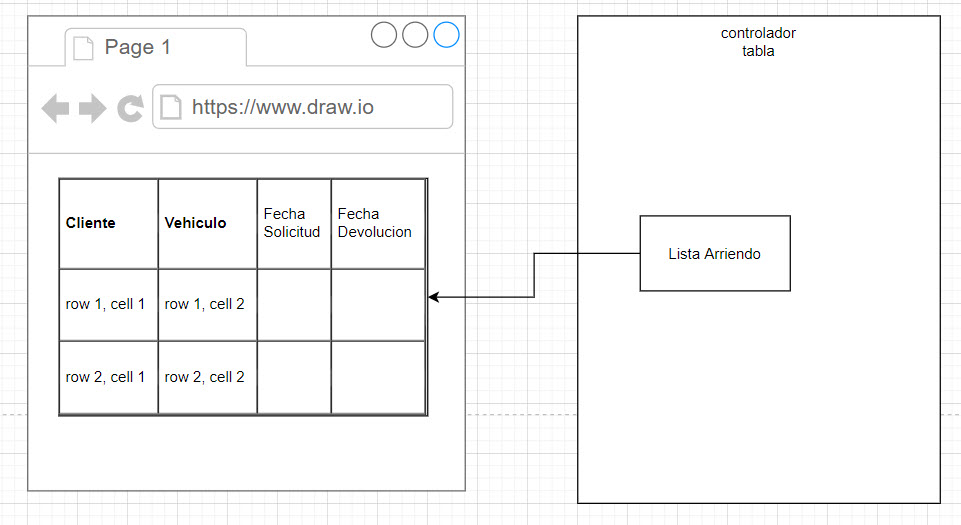 Page 1
https://www.draw.io
Cliente
Vehiculo
Fecha
Solicitud
Fecha
Devolucion
row 1, cell 1
row 1, cell 2
row 2, cell 1
row 2, cell 2
controlador
tabla
Lista Arriendo